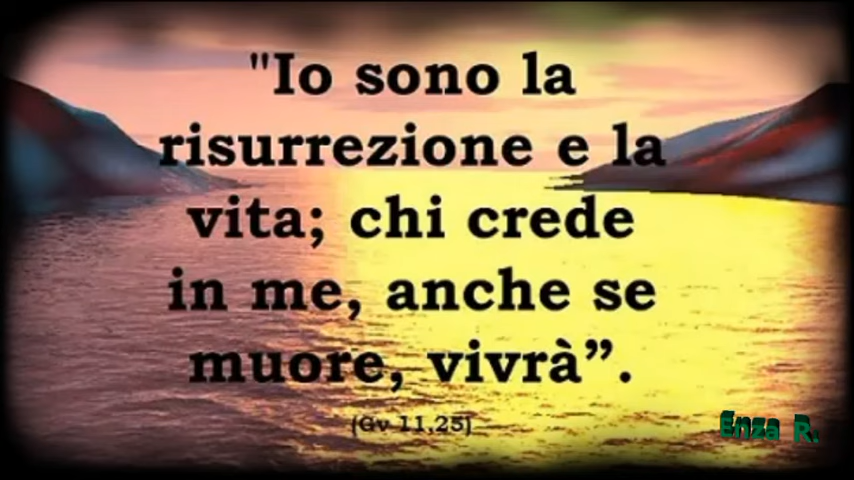 "Io sono la
risurrezione e la
vita; chi crede
in me, anche se
muore, vivrà”.
(Gv 11,25)
Enza R.